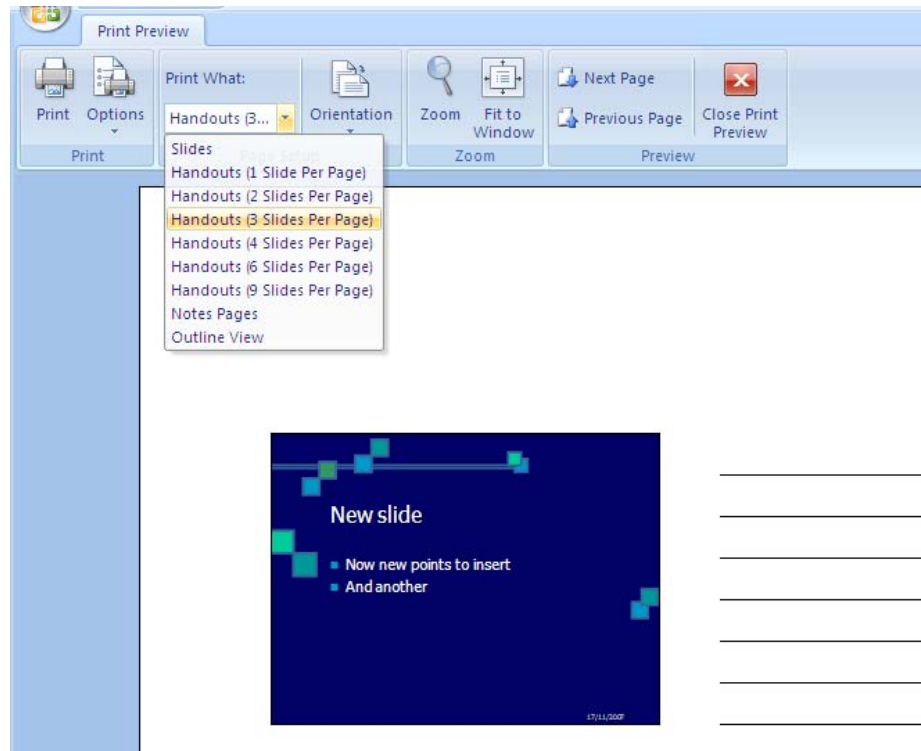 Print Preview
Print
Options
Print What:
Handouts (3...
Orientation
Zoom
Fit to
Window
Next Page
Previous Page
Close Print
Preview
Print
Zoom
Preview
Slides
Handouts (1 Slide Per Page)
Handouts (2 Slides Per Page)
Handouts (3 Slides Per Page)
Handouts (4 Slides Per Page)
Handouts (6 Slides Per Page)
Handouts (9 Slides Per Page)
Notes Pages
Outline View
New slide
Now new points to insert
And another
17/11/2007